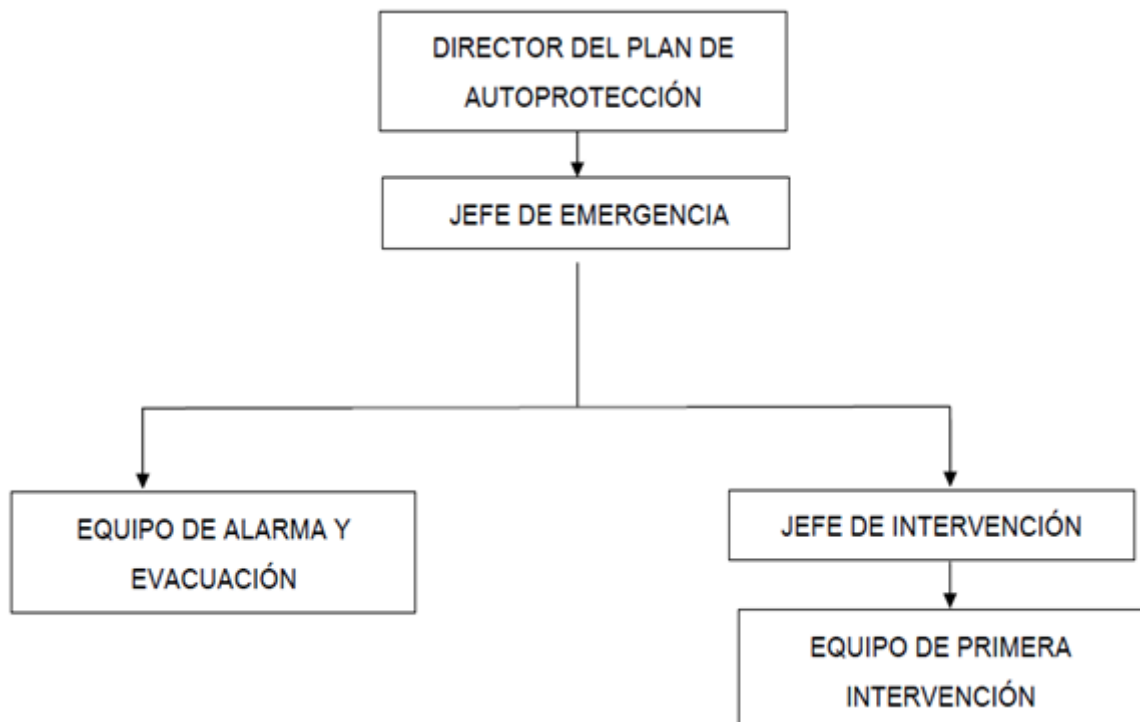 DIRECTOR DEL PLAN DE
AUTOPROTECCIÓN
JEFE DE EMERGENCIA
EQUIPO DE ALARMA Y
EVACUACIÓN
JEFE DE INTERVENCIÓN
EQUIPO DE PRIMERA
INTERVENCIÓN